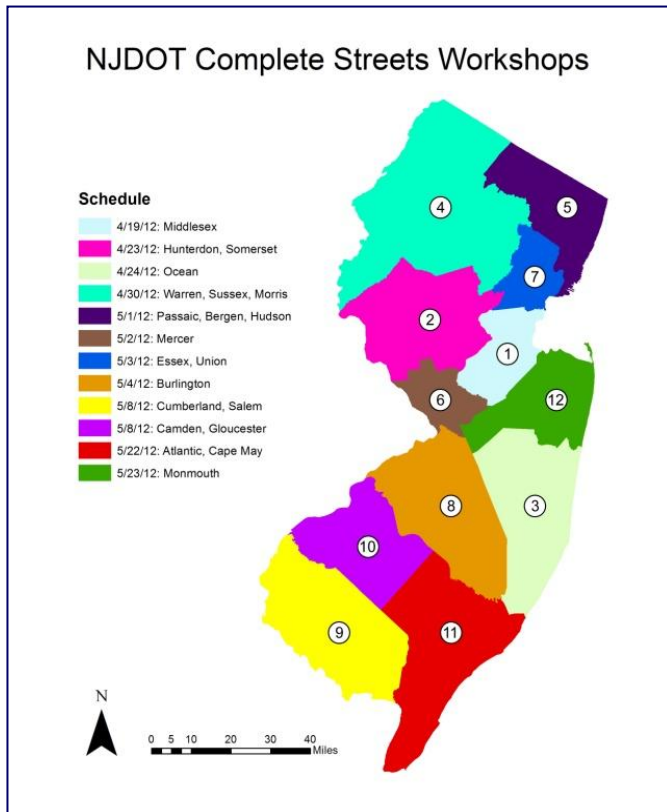 NJDOT Complete Streets Workshops
Schedule
4/19/12: Middlesex
4/23/12: Hunterdon, Somerset
4/24/12: Ocean
4/30/12: Warren, Sussex, Morris
5/1/12: Passaic, Bergen, Hudson
5/2/12: Mercer
5/3/12: Essex, Union
5/4/12: Burlington
5/8/12: Cumberland, Salem
5/8/12: Camden, Gloucester
5/22/12: Atlantic, Cape May
5/23/12: Monmouth
4
5
7
2
1
6
12
8
3
10
9
11
N
0 5 10 20 30 40
Miles